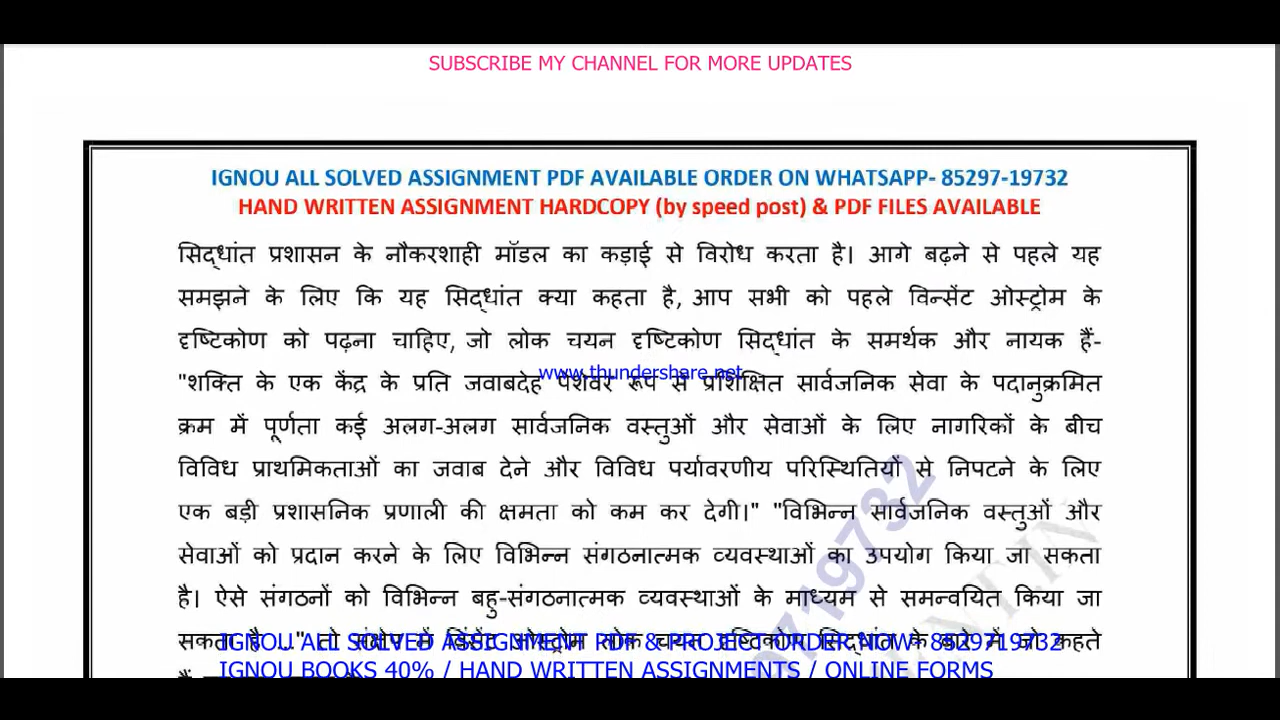 SUBSCRIBE MY CHANNEL FOR MORE UPDATES
IGNOU ALL SOLVED ASSIGNMENT PDF AVAILABLE ORDER ON WHATSAPP- 85297-19732
HAND WRITTEN ASSIGNMENT HARDCOPY (by speed post) & PDF FILES AVAILABLE
सिद्धांत प्रशासन के नौकरशाही मॉडल का कड़ाई से विरोध करता है। आगे बढ़ने से पहले यह
समझने के लिए कि यह सिद्धांत क्या कहता है, आप सभी को पहले विन्सेंट ओस्ट्रोम के
दृष्टिकोण को पढ़ना चाहिए, जो लोक चयन दृष्टिकोण सिद्धांत के समर्थक और नायक हैं-
www.thundershare.net
"शक्ति के एक केंद्र के प्रति जवाबदेह पेशेवर रूप से प्रशिक्षित सार्वजनिक सेवा के पदानुक्रमित
क्रम में पूर्णता कई अलग-अलग सार्वजनिक वस्तुओं और सेवाओं के लिए नागरिकों के बीच
विविध प्राथमिकताओं का जवाब देने और विविध पर्यावरणीय परिस्थितियों से निपटने के लिए
एक बड़ी प्रशासनिक प्रणाली की क्षमता को कम कर देगी।" "विभिन्न सार्वजनिक वस्तुओं और
सेवाओं को प्रदान करने के लिए विभिन्न संगठनात्मक व्यवस्थाओं का उपयोग किया जा सकता
है। ऐसे संगठनों को विभिन्न बहु-संगठनात्मक व्यवस्थाओं के माध्यम से समन्वयित किया जा
सकता है ..." तो संक्षेप में विंसेंट ओस्ट्रोम लोक चयन दृष्टिकोण सिद्धांत के बारे में जो कहते
IGNOU ALL SOLVED ASSIGNMENT PDF & PROJECT ORDER NOW - 8529719732
IGNOU BOOKS 40% / HAND WRITTEN ASSIGNMENTS / ONLINE FORMS